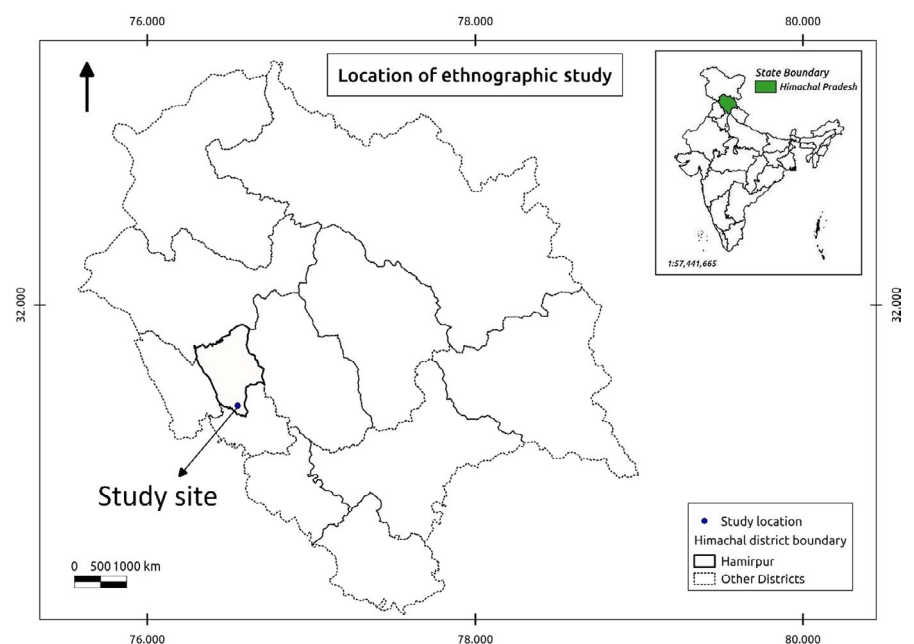 76.000 78.000 80.000
Location of ethnographic study
State Boundary
Himachal Pradesh
1:57,441,665
32.000 32.000
Study site
0 500 1000 km
Study location
Himachal district boundary
Hamirpur
Other Districts
76.000 78.000 80.000